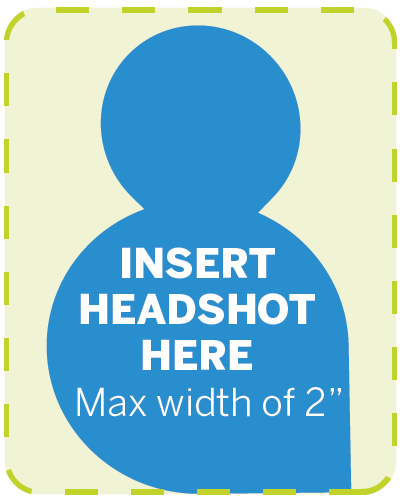 INSERT
HEADSHOT
HERE
Max width of 2”